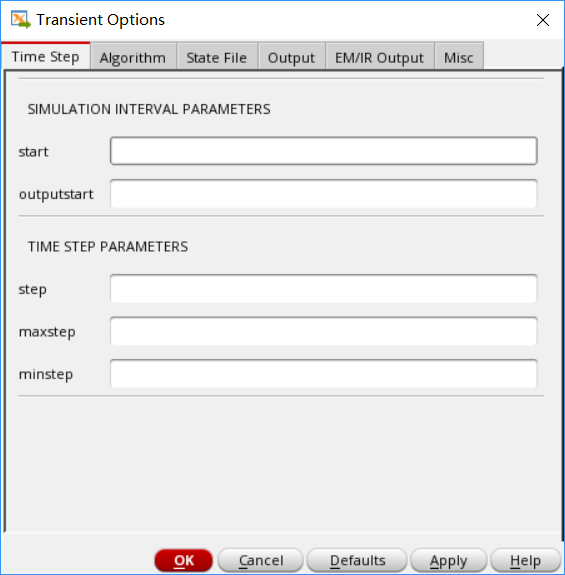 Transient Options
Time Step Algorithm State File Output EM/IR Output Misc
SIMULATION INTERVAL PARAMETERS
start
outputstart
TIME STEP PARAMETERS
step
maxstep
minstep
OK Cancel Defaults Apply Help